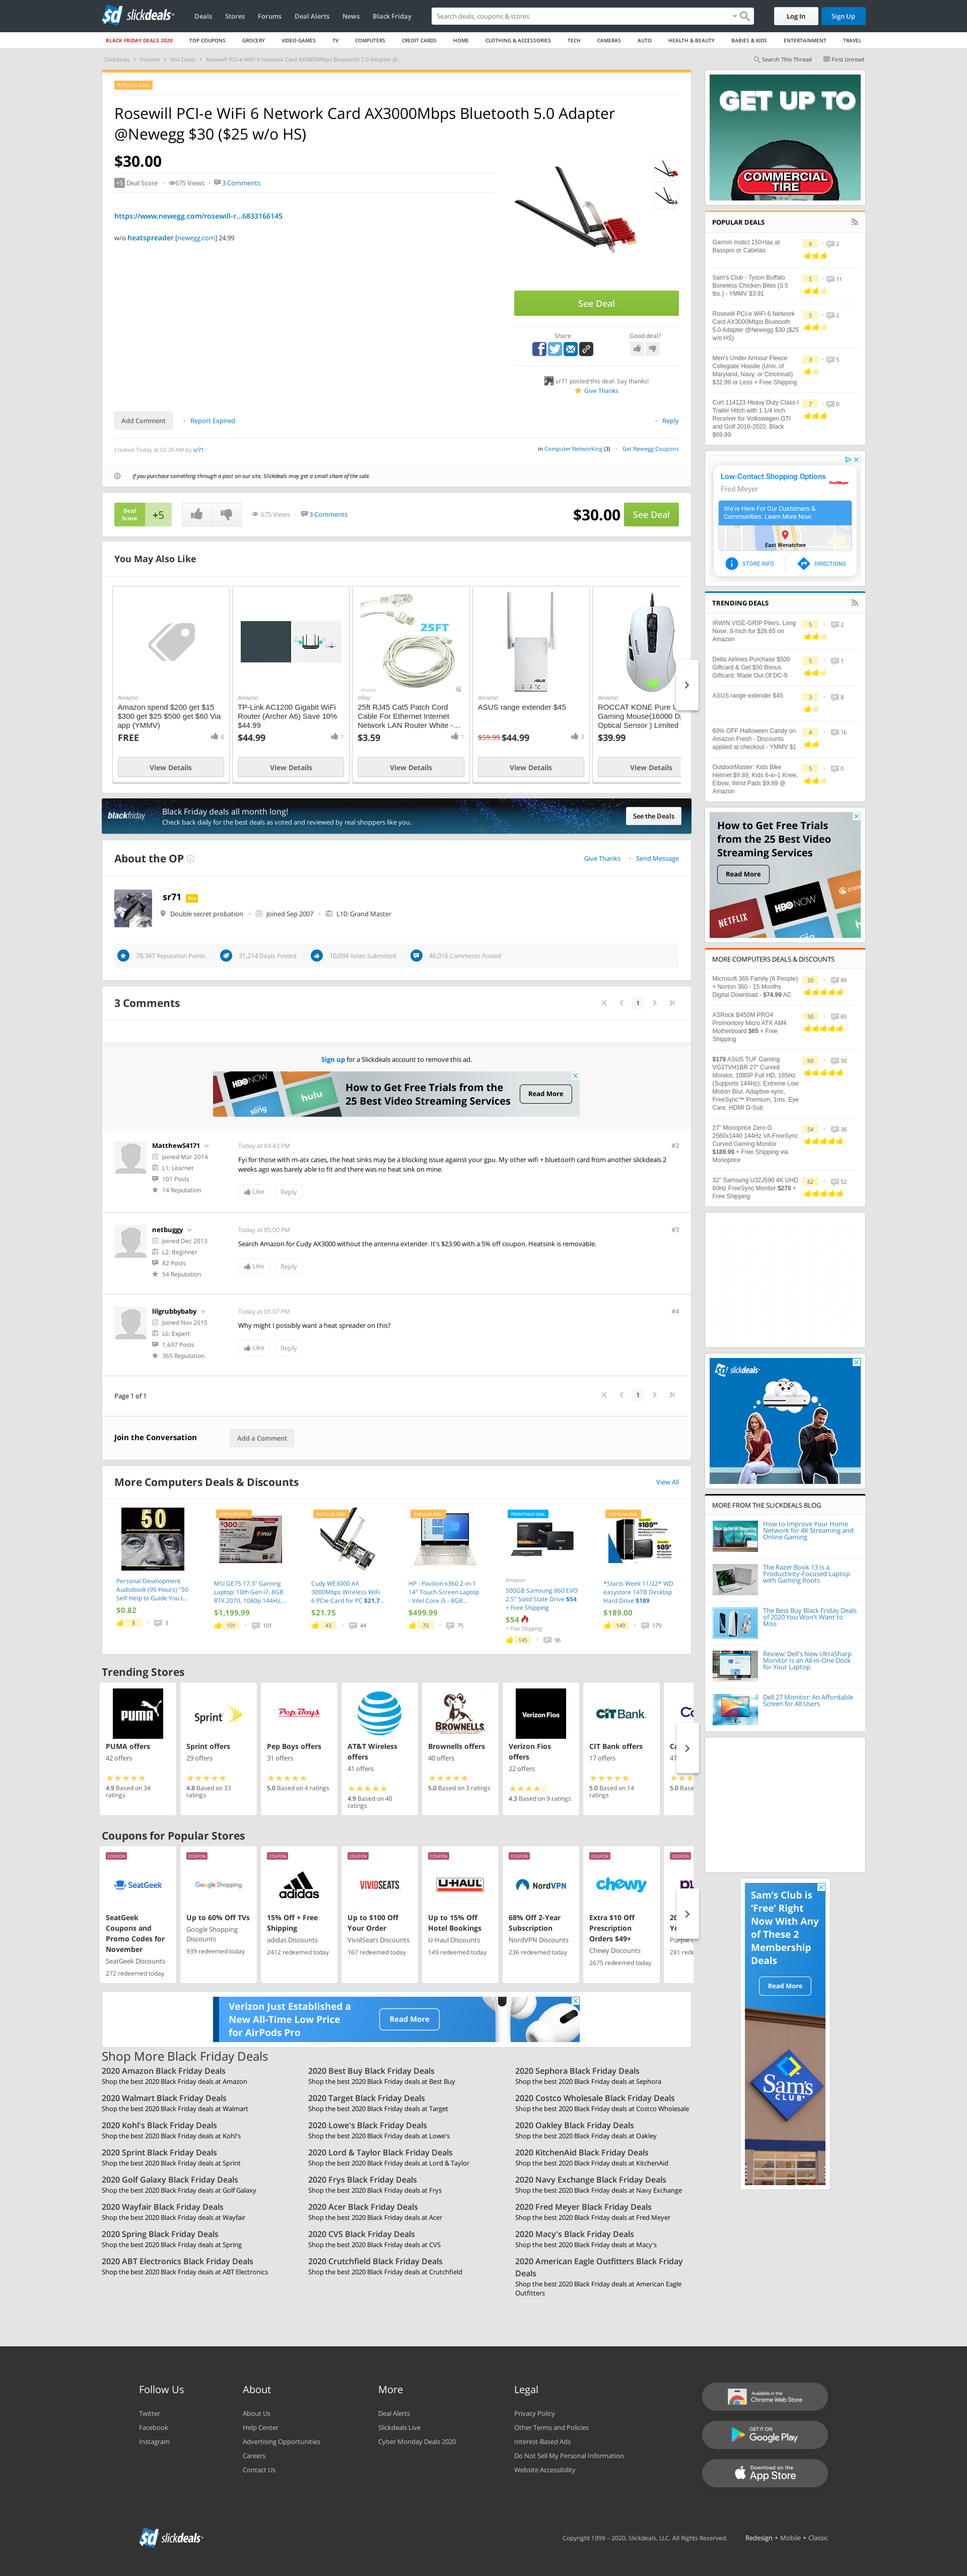 slickdeals
Deals
Stores
Forums
Deal Alerts
News
Black Friday
Search deals, coupons & stores
Log In
Sign Up
BLACK FRIDAY DEALS 2020
TOP COUPONS
GROCERY
VIDEO GAMES
TV
COMPUTERS
CREDIT CARDS
HOME
CLOTHING & ACCESSORIES
TECH
CAMERAS
AUTO
HEALTH & BEAUTY
BABIES & KIDS
ENTERTAINMENT
TRAVEL
Slickdeals
Forums
Hot Deals
Rosewill PCI-e WiFi 6 Network Card AX3000Mbps Bluetooth 5.0 Adapter @...
Search This Thread
First Unread
POPULAR DEAL
Rosewill PCI-e WiFi 6 Network Card AX3000Mbps Bluetooth 5.0 Adapter
@Newegg $30 ($25 w/o HS)
$30.00
+5 Deal Score
675 Views
3 Comments
https://www.newegg.com/rosewill-r...6833166145
w/o heatspreader [newegg.com] 24.99
See Deal
Share
Good deal?
sr71 posted this deal. Say thanks!
Give Thanks
Add Comment
Report Expired
Reply
Created Today at 02:29 AM by sr71
in Computer Networking (3)
Get Newegg Coupons
If you purchase something through a post on our site, Slickdeals may get a small share of the sale.
Deal
Score
+5
675 Views
3 Comments
$30.00
See Deal
You May Also Like
Amazon
Amazon spend $200 get $15
$300 get $25 $500 get $60 Via
app (YMMV)
FREE
8
View Details
Amazon
TP-Link AC1200 Gigabit WiFi
Router (Archer A6) Save 10%
$44.99
$44.99
1
View Details
25FT
eBay
25ft RJ45 Cat5 Patch Cord
Cable For Ethernet Internet
Network LAN Router White -...
$3.59
1
View Details
Amazon
ASUS range extender $45
$59.99 $44.99
3
View Details
Amazon
ROCCAT KONE Pure U
Gaming Mouse(16000 D
Optical Sensor ) Limited
$39.99
View Details
blackfriday
Black Friday deals all month long!
Check back daily for the best deals as voted and reviewed by real shoppers like you.
See the Deals
About the OP
Give Thanks
Send Message
sr71
Pro
Double secret probation
Joined Sep 2007
L10: Grand Master
78,347 Reputation Points
31,214 Deals Posted
10,094 Votes Submitted
46,016 Comments Posted
3 Comments
1
Sign up for a Slickdeals account to remove this ad.
HBO NOW
sling
hulu
How to Get Free Trials from the
25 Best Video Streaming Services
Read More
MatthewS4171
Joined Mar 2014
L1: Learner
101 Posts
14 Reputation
Today at 04:43 PM
#2
Fyi for those with m-atx cases, the heat sinks may be a blocking issue against your gpu. My other wifi + bluetooth card from another slickdeals 2
weeks ago was barely able to fit and there was no heat sink on mine.
Like
Reply
netbuggy
Joined Dec 2013
L2: Beginner
82 Posts
54 Reputation
Today at 05:00 PM
#3
Search Amazon for Cudy AX3000 without the antenna extender. It's $23.90 with a 5% off coupon. Heatsink is removable.
Like
Reply
lilgrubbybaby
Joined Nov 2015
L6: Expert
1,697 Posts
365 Reputation
Today at 05:07 PM
#4
Why might I possibly want a heat spreader on this?
Like
Reply
Page 1 of 1
1
Join the Conversation
Add a Comment
More Computers Deals & Discounts
View All
50
Personal Development
Audiobook (95 Hours) "50
Self-Help to Guide You t...
$0.82
8
3
POPULAR DEAL
$300
MSI GE75 17.3" Gaming
Laptop: 10th Gen i7, 8GB
RTX 2070, 1080p 144Hz,...
$1,199.99
101
101
POPULAR DEAL
Cudy WE3000 AX
3000Mbps Wireless WiFi
6 PCIe Card for PC $21.7...
$21.75
43
44
POPULAR DEAL
HP - Pavilion x360 2-in-1
14" Touch-Screen Laptop
- Intel Core i5 - 8GB...
$499.99
70
75
FRONTPAGE DEAL
Amazon
500GB Samsung 860 EVO
2.5" Solid State Drive $54
+ Free Shipping
$54
+ Free Shipping
145
96
POPULAR DEAL
$189
$89
*Starts Week 11/22* WD
easystore 14TB Desktop
Hard Drive $189
$189.00
149
179
Trending Stores
PUMA
PUMA offers
42 offers
4.9 Based on 34
ratings
Sprint
Sprint offers
29 offers
4.8 Based on 33
ratings
Pep Boys
Pep Boys offers
31 offers
5.0 Based on 4 ratings
AT&T Wireless
offers
41 offers
4.9 Based on 40
ratings
BROWNELLS
Brownells offers
40 offers
5.0 Based on 3 ratings
Verizon Fios
Verizon Fios
offers
22 offers
4.3 Based on 9 ratings
CIT Bank
CIT Bank offers
17 offers
5.0 Based on 14
ratings
Ca
47
5.0 Base
Coupons for Popular Stores
COUPON
SeatGeek
SeatGeek
Coupons and
Promo Codes for
November
SeatGeek Discounts
272 redeemed today
COUPON
Google Shopping
Up to 60% Off TVs
Google Shopping
Discounts
939 redeemed today
COUPON
adidas
15% Off + Free
Shipping
adidas Discounts
2412 redeemed today
COUPON
VIVIDSEATS
Up to $100 Off
Your Order
VividSeats Discounts
167 redeemed today
COUPON
U-HAUL
Up to 15% Off
Hotel Bookings
U-Haul Discounts
149 redeemed today
COUPON
NordVPN
68% Off 2-Year
Subscription
NordVPN Discounts
236 redeemed today
COUPON
chewy
Extra $10 Off
Prescription
Orders $49+
Chewy Discounts
2675 redeemed today
COUPON
20
Yo
Purple
281 rede
Verizon Just Established a
New All-Time Low Price
for AirPods Pro
Read More
Shop More Black Friday Deals
2020 Amazon Black Friday Deals
Shop the best 2020 Black Friday deals at Amazon
2020 Best Buy Black Friday Deals
Shop the best 2020 Black Friday deals at Best Buy
2020 Sephora Black Friday Deals
Shop the best 2020 Black Friday deals at Sephora
2020 Walmart Black Friday Deals
Shop the best 2020 Black Friday deals at Walmart
2020 Target Black Friday Deals
Shop the best 2020 Black Friday deals at Target
2020 Costco Wholesale Black Friday Deals
Shop the best 2020 Black Friday deals at Costco Wholesale
2020 Kohl's Black Friday Deals
Shop the best 2020 Black Friday deals at Kohl's
2020 Lowe's Black Friday Deals
Shop the best 2020 Black Friday deals at Lowe's
2020 Oakley Black Friday Deals
Shop the best 2020 Black Friday deals at Oakley
2020 Sprint Black Friday Deals
Shop the best 2020 Black Friday deals at Sprint
2020 Lord & Taylor Black Friday Deals
Shop the best 2020 Black Friday deals at Lord & Taylor
2020 KitchenAid Black Friday Deals
Shop the best 2020 Black Friday deals at KitchenAid
2020 Golf Galaxy Black Friday Deals
Shop the best 2020 Black Friday deals at Golf Galaxy
2020 Frys Black Friday Deals
Shop the best 2020 Black Friday deals at Frys
2020 Navy Exchange Black Friday Deals
Shop the best 2020 Black Friday deals at Navy Exchange
2020 Wayfair Black Friday Deals
Shop the best 2020 Black Friday deals at Wayfair
2020 Acer Black Friday Deals
Shop the best 2020 Black Friday deals at Acer
2020 Fred Meyer Black Friday Deals
Shop the best 2020 Black Friday deals at Fred Meyer
2020 Spring Black Friday Deals
Shop the best 2020 Black Friday deals at Spring
2020 CVS Black Friday Deals
Shop the best 2020 Black Friday deals at CVS
2020 Macy's Black Friday Deals
Shop the best 2020 Black Friday deals at Macy's
2020 ABT Electronics Black Friday Deals
Shop the best 2020 Black Friday deals at ABT Electronics
2020 Crutchfield Black Friday Deals
Shop the best 2020 Black Friday deals at Crutchfield
2020 American Eagle Outfitters Black Friday
Deals
Shop the best 2020 Black Friday deals at American Eagle
Outfitters
GET UP TO
COMMERCIAL
TIRE
POPULAR DEALS
Garmin Instict 150+tax at
Basspro or Cabelas
6
2
Sam's Club - Tyson Buffalo
Boneless Chicken Bites (3.5
lbs.) - YMMV $3.91
5
11
Rosewill PCI-e WiFi 6 Network
Card AX3000Mbps Bluetooth
5.0 Adapter @Newegg $30 ($25
w/o HS)
5
2
Men's Under Armour Fleece
Collegiate Hoodie (Univ. of
Maryland, Navy, or Cincinnati)
$32.99 or Less + Free Shipping
3
5
Curt 114123 Heavy Duty Class I
Trailer Hitch with 1 1/4 inch
Receiver for Volkswagen GTI
and Golf 2016-2020, Black
$69.99
7
0
Low-Contact Shopping Options
Fred Meyer
Fred Meyer
We're Here For Our Customers &
Communities. Learn More Now.
East Wenatchee
STORE INFO
DIRECTIONS
TRENDING DEALS
IRWIN VISE-GRIP Pliers, Long
Nose, 8-Inch for $28.65 on
Amazon
5
2
Delta Airlines Purchase $500
Giftcard & Get $50 Bonus
Giftcard: Made Out Of DC-9
5
1
ASUS range extender $45
3
8
60% OFF Halloween Candy on
Amazon Fresh - Discounts
applied at checkout - YMMV $1
4
16
OutdoorMaster: Kids Bike
Helmet $9.89, Kids 6-in-1 Knee,
Elbow, Wrist Pads $9.89 @
Amazon
5
0
How to Get Free Trials
from the 25 Best Video
Streaming Services
Read More
NETFLIX
HBO NOW
MORE COMPUTERS DEALS & DISCOUNTS
Microsoft 365 Family (6 People)
+ Norton 360 - 15 Months
Digital Download - $74.99 AC
50
89
ASRock B450M PRO4
Promontory Micro ATX AM4
Motherboard $65 + Free
Shipping
50
65
$179 ASUS TUF Gaming
VG27VH1BR 27" Curved
Monitor, 1080P Full HD, 165Hz
(Supports 144Hz), Extreme Low
Motion Blur, Adaptive-sync,
FreeSync™ Premium, 1ms, Eye
Care, HDMI D-Sub
69
50
27" Monoprice Zero-G
2560x1440 144Hz VA FreeSync
Curved Gaming Monitor
$189.99 + Free Shipping via
Monoprice
54
36
32" Samsung U32J590 4K UHD
60Hz FreeSync Monitor $270 +
Free Shipping
62
52
slickdeals
MORE FROM THE SLICKDEALS BLOG
How to Improve Your Home
Network for 4K Streaming and
Online Gaming
The Razer Book 13 Is a
Productivity-Focused Laptop
with Gaming Roots
The Best Buy Black Friday Deals
of 2020 You Won't Want to
Miss
Review: Dell's New UltraSharp
Monitor Is an All-in-One Dock
for Your Laptop
Dell 27 Monitor: An Affordable
Screen for All Users
Sam's Club is
'Free' Right
Now With Any
of These 2
Membership
Deals
Read More
Sam's
CLUB
Follow Us
Twitter
Facebook
Instagram
About
About Us
Help Center
Advertising Opportunities
Careers
Contact Us
More
Deal Alerts
Slickdeals Live
Cyber Monday Deals 2020
Legal
Privacy Policy
Other Terms and Policies
Interest-Based Ads
Do Not Sell My Personal Information
Website Accessibility
Available in the
Chrome Web Store
GET IT ON
Google Play
Download on the
App Store
slickdeals
Copyright 1999 – 2020. Slickdeals, LLC. All Rights Reserved.
Redesign • Mobile • Classic